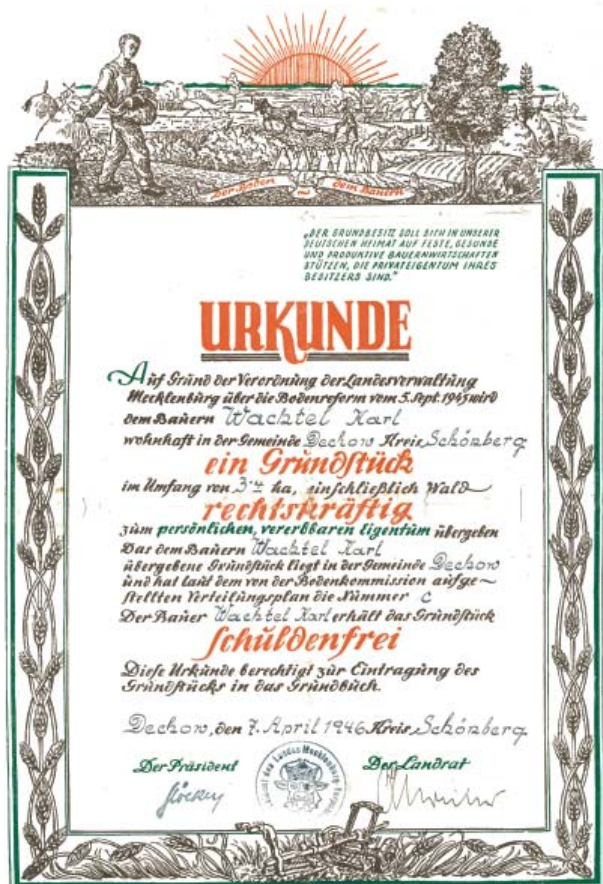 Der Boden
dem Bauern
„DER GRUNDBESITZ SOLL SICH IN UNSERER
DEUTSCHEN HEIMAT AUF FESTE, GESUNDE
UND PRODUKTIVE BAUERNWIRTSCHAFTEN
STÜTZEN, DIE PRIVATEIGENTUM IHRES
BESITZERS SIND."
URKUNDE
Auf Grund der Verordnung der Landesverwaltung
Mecklenburg über die Bodenreform vom 5. Sept. 1945 wird
dem Bauern Wachtel Karl
wohnhaft in der Gemeinde Dechow Kreis Schönberg
ein Grundstück
im Umfang von ha, einschließlich Wald
rechtskräftig
zum persönlichen, vererbbaren Eigentum übergeben
Das dem Bauern Wachtel Karl
übergebene Grundstück liegt in der Gemeinde Dechow
und hat laut dem von der Bodenkommission aufge-
stellten Verteilungsplan die Nummer C
Der Bauer Wachtel Karl erhält das Grundstück
schuldenfrei
Diese Urkunde berechtigt zur Eintragung des
Grundstücks in das Grundbuch.
Dechow, den 7. April 1946 Kreis Schönberg
Der Präsident Der Landrat
des Landes Mecklenburg